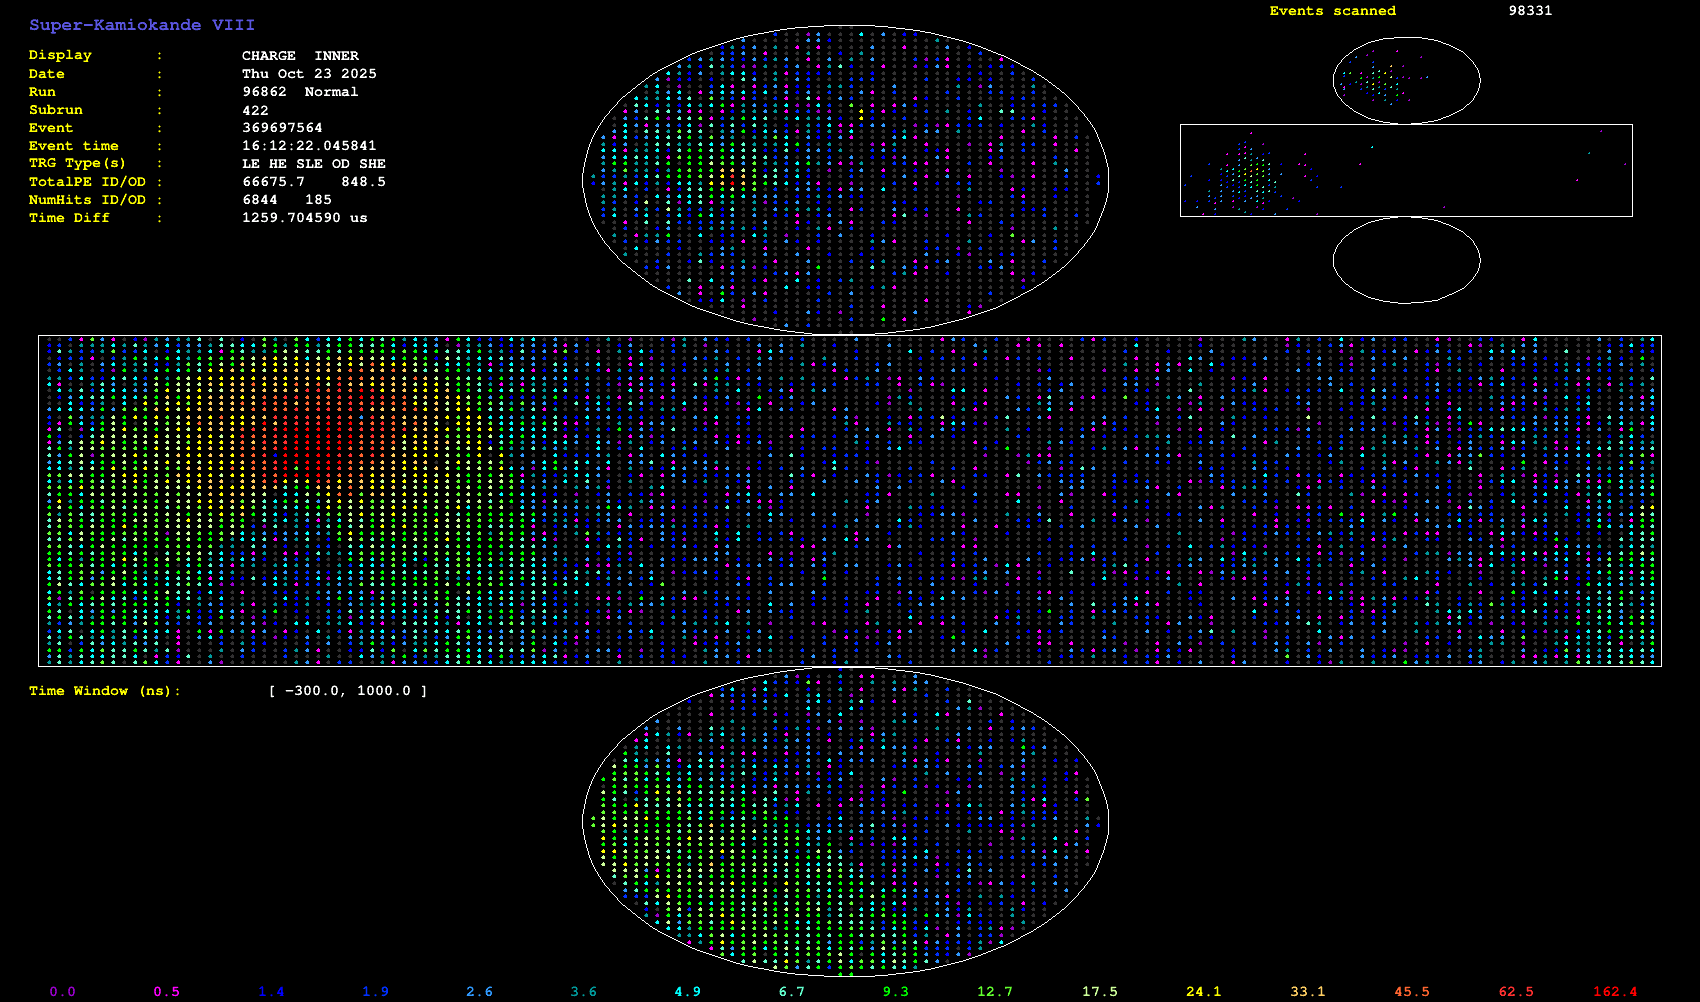 Super-Kamiokande VIII
Events scanned 98331
Display : CHARGE INNER
Date : Thu Oct 23 2025
Run : 96862 Normal
Subrun : 422
Event : 369697564
Event time : 16:12:22.045841
TRG Type(s) : LE HE SLE OD SHE
TotalPE ID/OD : 66675.7 848.5
NumHits ID/OD : 6844 185
Time Diff : 1259.704590 us
Time Window (ns): [ -300.0, 1000.0 ]
0.0 0.5 1.4 1.9 2.6 3.6 4.9 6.7 9.3 12.7 17.5 24.1 33.1 45.5 62.5 162.4